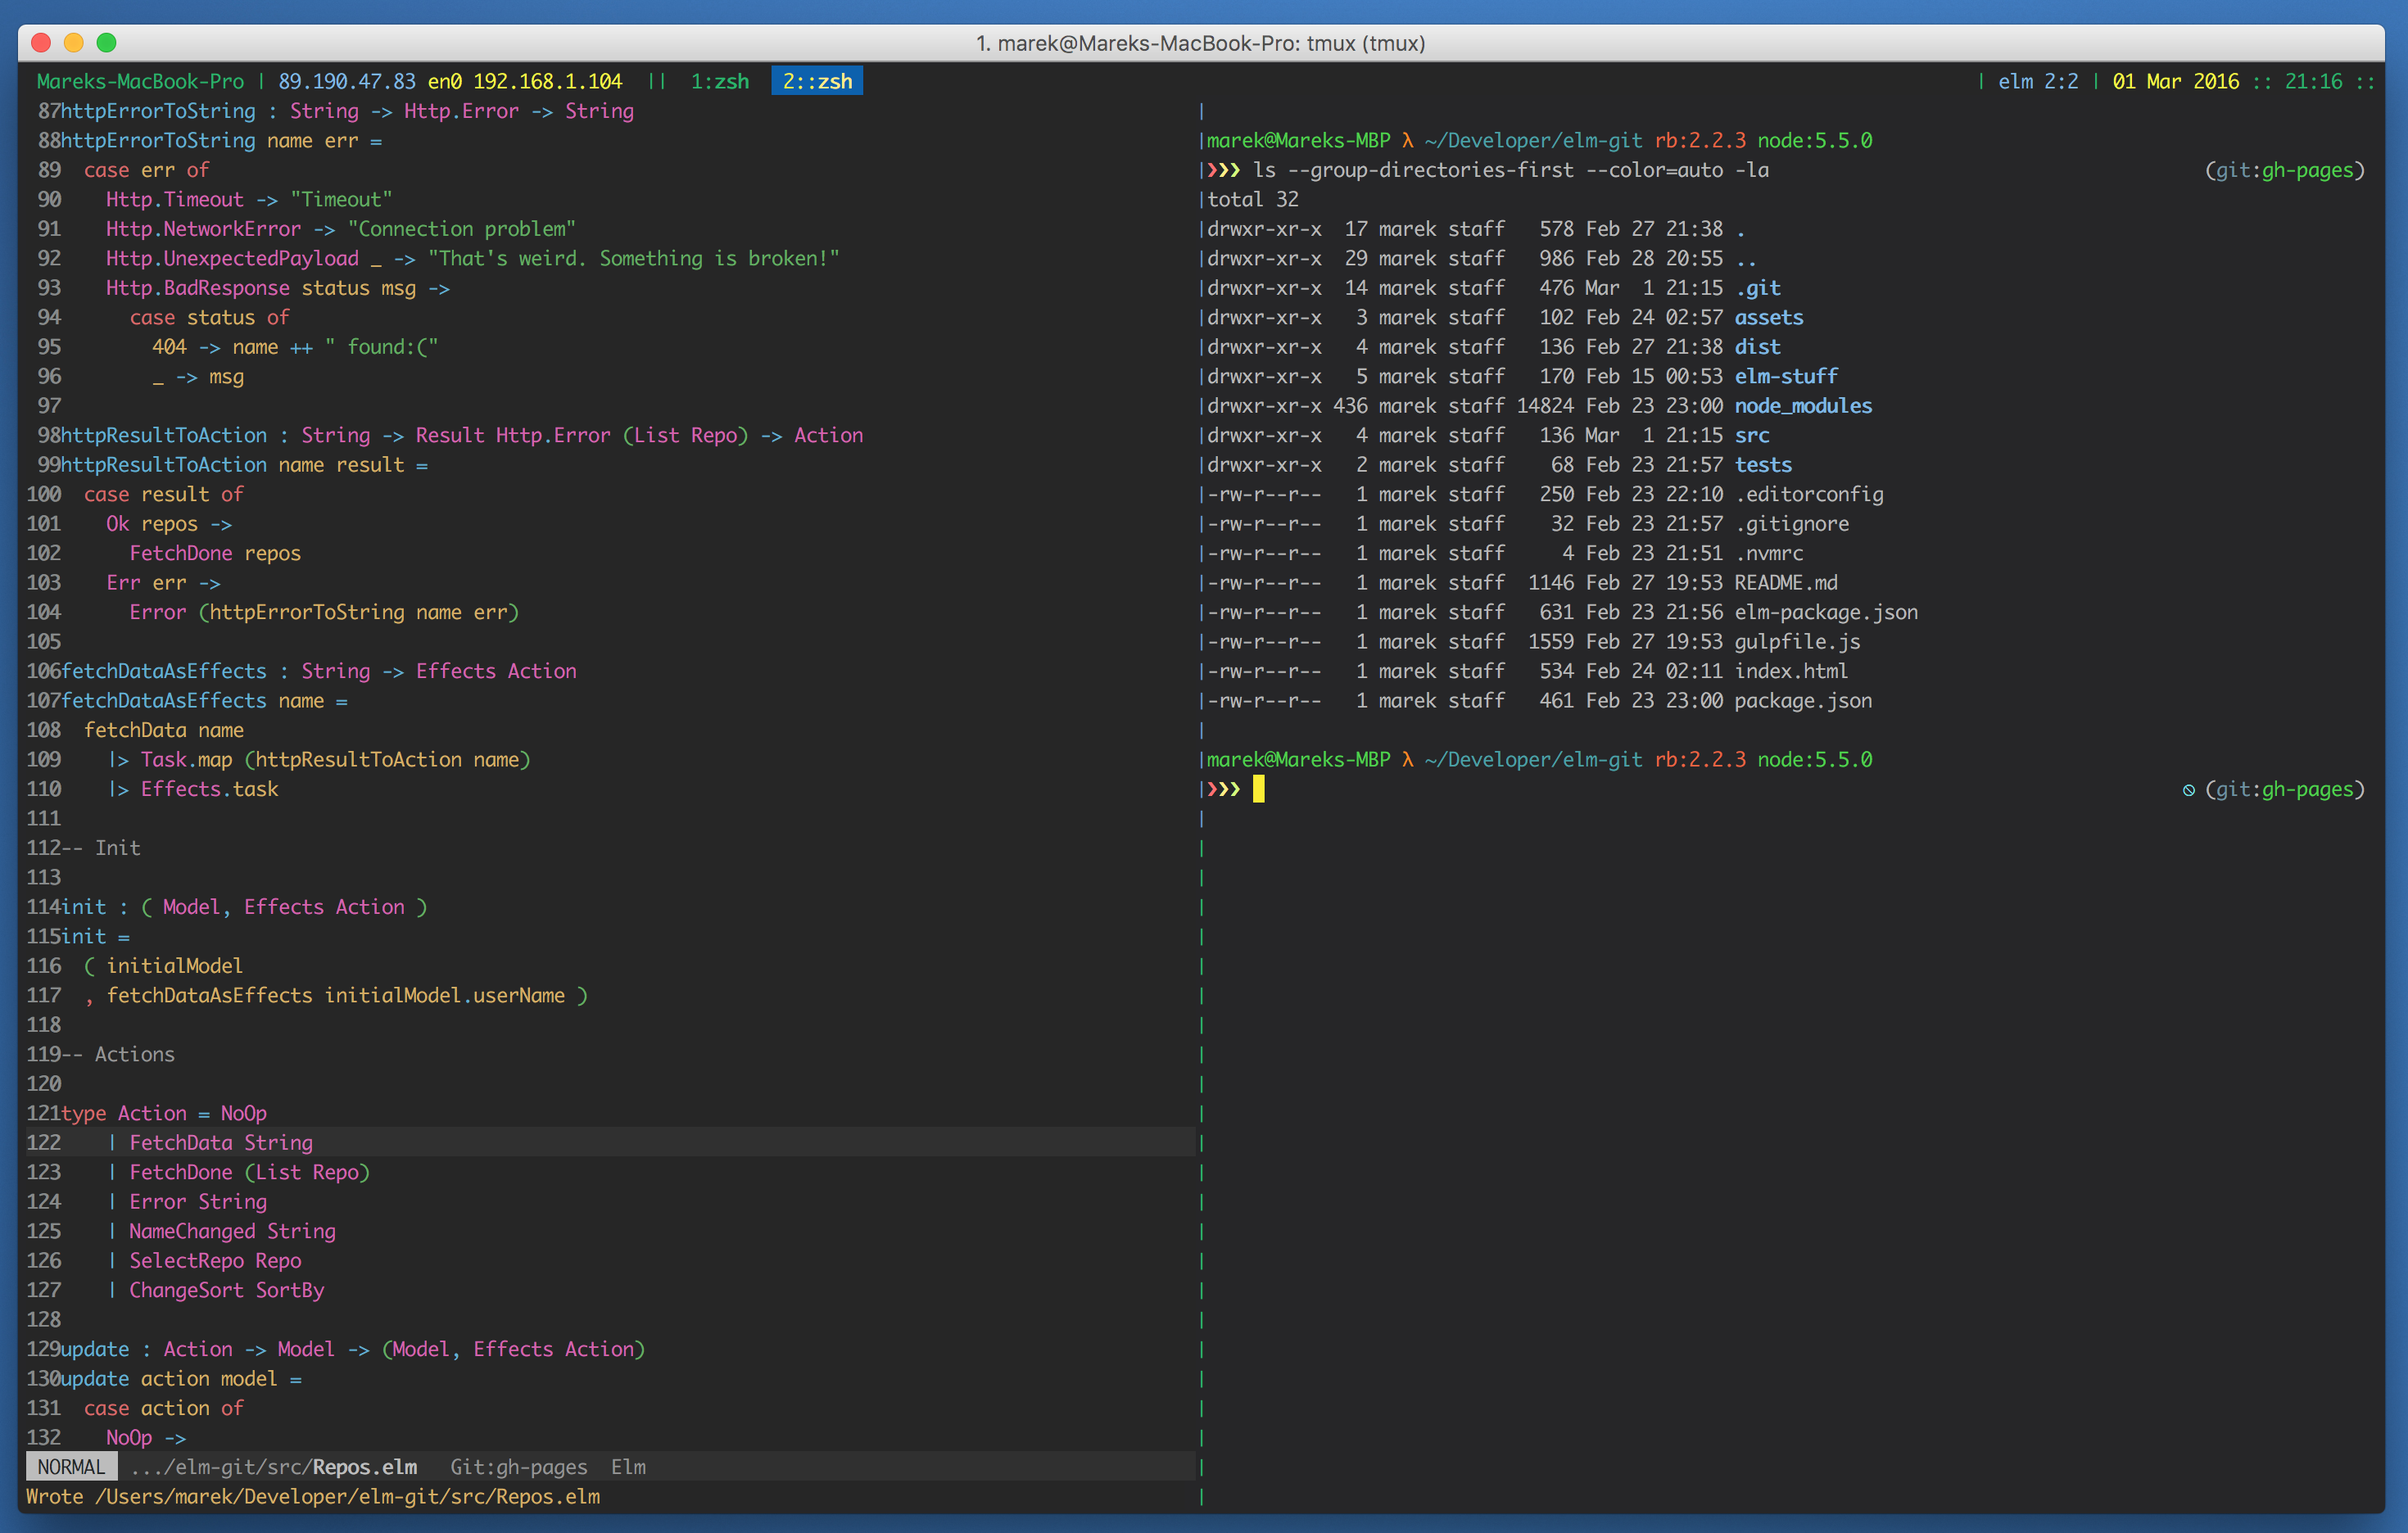 1. marek@Mareks-MacBook-Pro: tmux (tmux)
Mareks-MacBook-Pro | 89.190.47.83 en0 192.168.1.104 || 1:zsh 2::zsh | elm 2:2 | 01 Mar 2016 :: 21:16 ::
87httpErrorToString : String -> Http.Error -> String
88httpErrorToString name err =
89  case err of
90    Http.Timeout -> "Timeout"
91    Http.NetworkError -> "Connection problem"
92    Http.UnexpectedPayload _ -> "That's weird. Something is broken!"
93    Http.BadResponse status msg ->
94      case status of
95        404 -> name ++ " found:("
96        _ -> msg
97
98httpResultToAction : String -> Result Http.Error (List Repo) -> Action
99httpResultToAction name result =
100  case result of
101    Ok repos ->
102      FetchDone repos
103    Err err ->
104      Error (httpErrorToString name err)
105
106fetchDataAsEffects : String -> Effects Action
107fetchDataAsEffects name =
108  fetchData name
109    |> Task.map (httpResultToAction name)
110    |> Effects.task
111
112-- Init
113
114init : ( Model, Effects Action )
115init =
116  ( initialModel
117  , fetchDataAsEffects initialModel.userName )
118
119-- Actions
120
121type Action = NoOp
122    | FetchData String
123    | FetchDone (List Repo)
124    | Error String
125    | NameChanged String
126    | SelectRepo Repo
127    | ChangeSort SortBy
128
129update : Action -> Model -> (Model, Effects Action)
130update action model =
131  case action of
132    NoOp ->
NORMAL .../elm-git/src/Repos.elm Git:gh-pages Elm
Wrote /Users/marek/Developer/elm-git/src/Repos.elm
marek@Mareks-MBP λ ~/Developer/elm-git rb:2.2.3 node:5.5.0
❯❯❯ ls --group-directories-first --color=auto -la (git:gh-pages)
total 32
drwxr-xr-x  17 marek staff   578 Feb 27 21:38 .
drwxr-xr-x  29 marek staff   986 Feb 28 20:55 ..
drwxr-xr-x  14 marek staff   476 Mar  1 21:15 .git
drwxr-xr-x   3 marek staff   102 Feb 24 02:57 assets
drwxr-xr-x   4 marek staff   136 Feb 27 21:38 dist
drwxr-xr-x   5 marek staff   170 Feb 15 00:53 elm-stuff
drwxr-xr-x 436 marek staff 14824 Feb 23 23:00 node_modules
drwxr-xr-x   4 marek staff   136 Mar  1 21:15 src
drwxr-xr-x   2 marek staff    68 Feb 23 21:57 tests
-rw-r--r--   1 marek staff   250 Feb 23 22:10 .editorconfig
-rw-r--r--   1 marek staff    32 Feb 23 21:57 .gitignore
-rw-r--r--   1 marek staff     4 Feb 23 21:51 .nvmrc
-rw-r--r--   1 marek staff  1146 Feb 27 19:53 README.md
-rw-r--r--   1 marek staff   631 Feb 23 21:56 elm-package.json
-rw-r--r--   1 marek staff  1559 Feb 27 19:53 gulpfile.js
-rw-r--r--   1 marek staff   534 Feb 24 02:11 index.html
-rw-r--r--   1 marek staff   461 Feb 23 23:00 package.json
marek@Mareks-MBP λ ~/Developer/elm-git rb:2.2.3 node:5.5.0
❯❯❯ ⦰ (git:gh-pages)